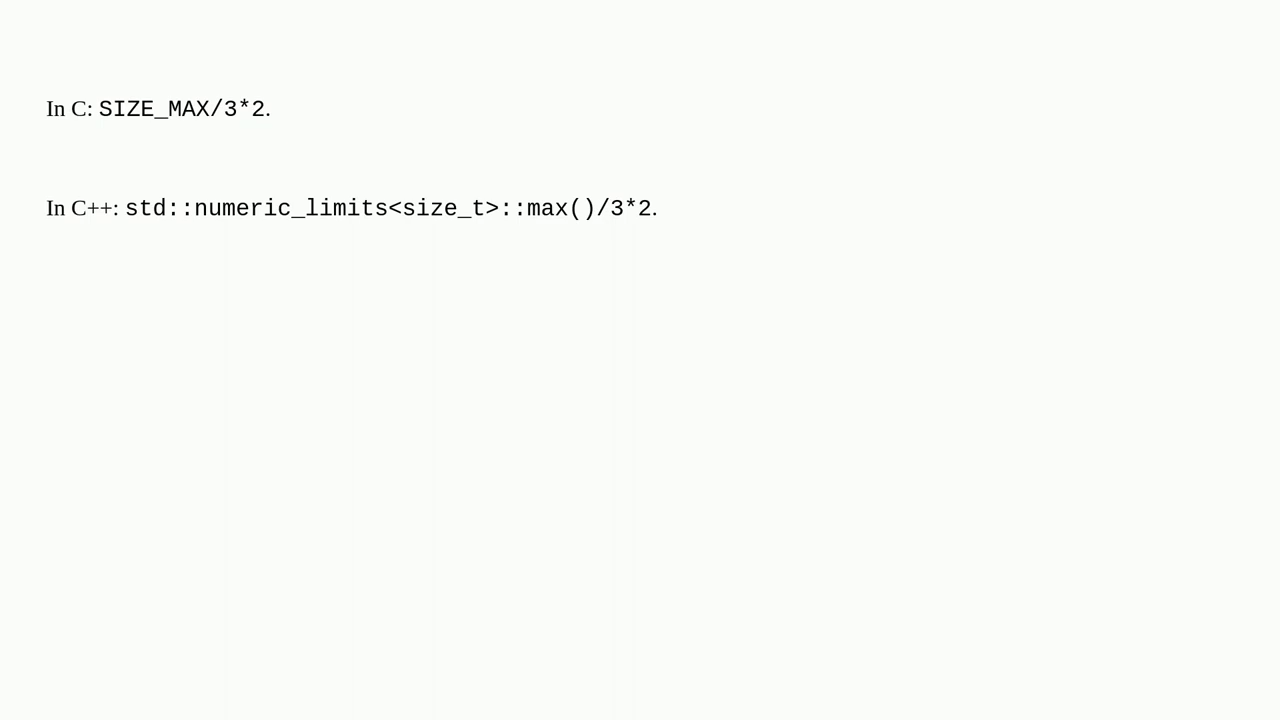 In C: SIZE_MAX/3*2.
In C++: std::numeric_limits<size_t>::max()/3*2.